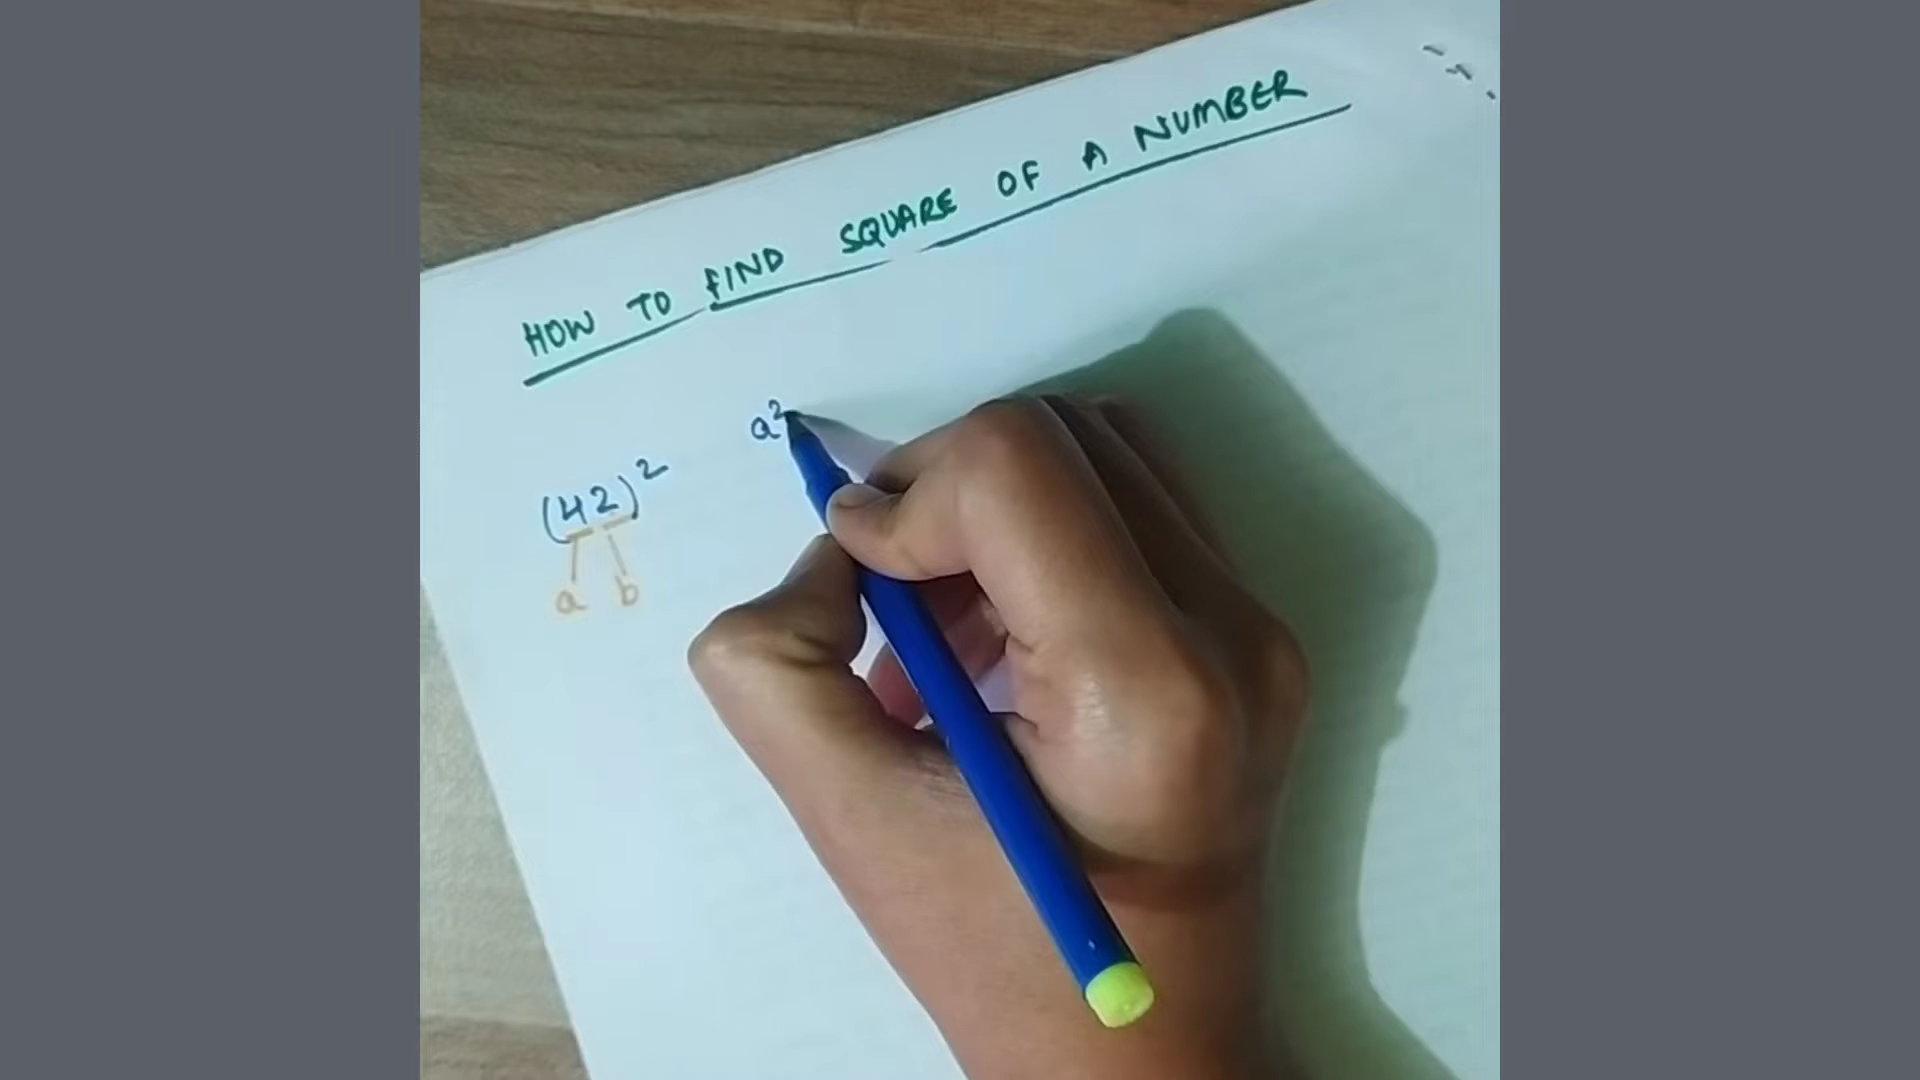 HOW TO FIND SQUARE OF A NUMBER
a²
(42)²
a b